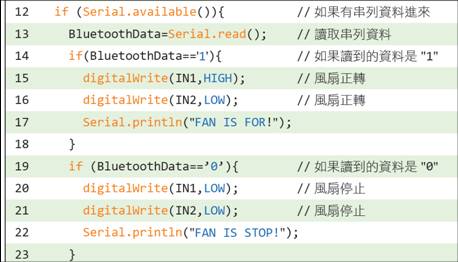 12 if (Serial.available()){ // 如果有串列資料進來
13 BluetoothData=Serial.read(); // 讀取串列資料
14 if(BluetoothData=='1'){ // 如果讀到的資料是 "1"
15 digitalWrite(IN1,HIGH); // 風扇正轉
16 digitalWrite(IN2,LOW); // 風扇正轉
17 Serial.println("FAN IS FOR!");
18 }
19 if (BluetoothData==’0’){ // 如果讀到的資料是 "0"
20 digitalWrite(IN1,LOW); // 風扇停止
21 digitalWrite(IN2,LOW); // 風扇停止
22 Serial.println("FAN IS STOP!");
23 }